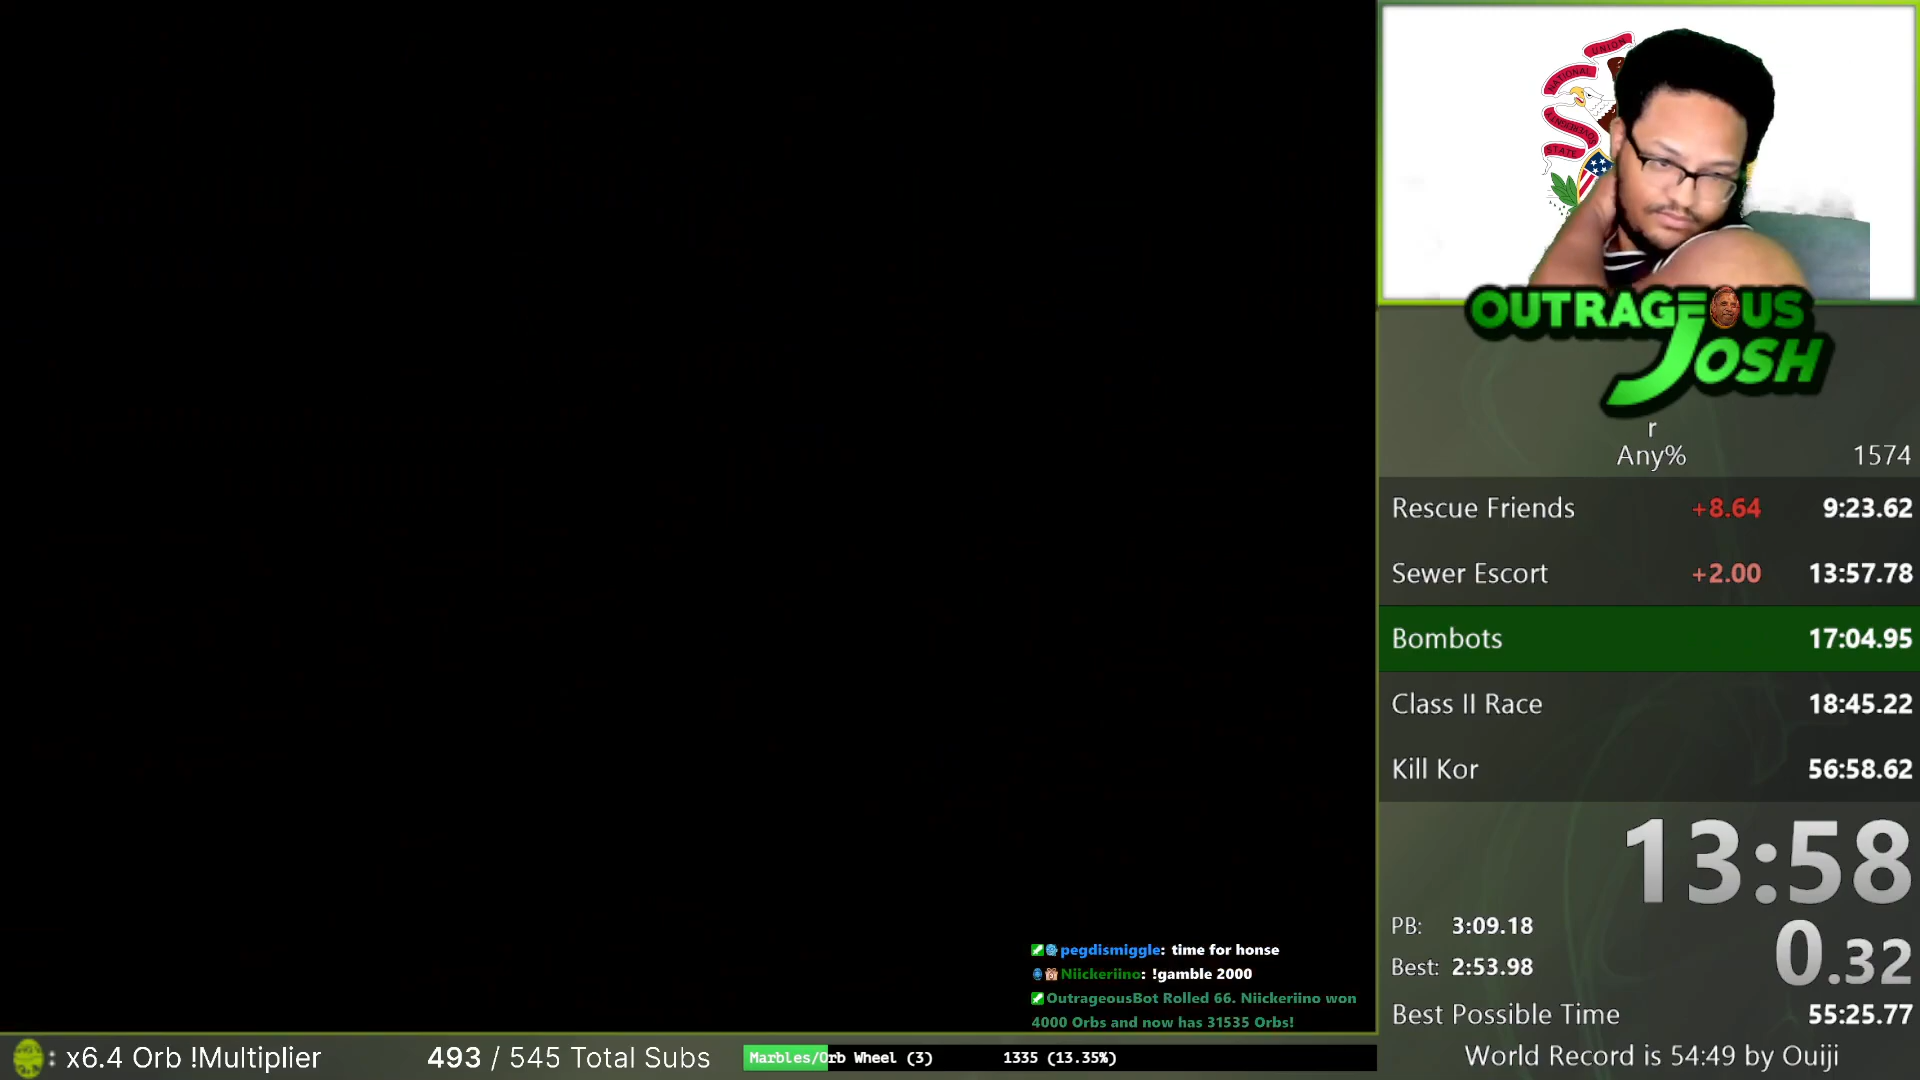 UNION
NATIONAL
SOVEREIGNTY
STATE
OUTRAGEOUS
JOSH
r
Any% 1574
Rescue Friends +8.64 9:23.62
Sewer Escort +2.00 13:57.78
Bombots 17:04.95
Class II Race 18:45.22
Kill Kor 56:58.62
13:58
PB: 3:09.18
0.32
Best: 2:53.98
Best Possible Time 55:25.77
World Record is 54:49 by Ouiji
pegdismiggle: time for honse
Niickeriino: !gamble 2000
OutrageousBot Rolled 66. Niickeriino won
4000 Orbs and now has 31535 Orbs!
: x6.4 Orb !Multiplier 493 / 545 Total Subs Marbles/Orb Wheel (3) 1335 (13.35%)